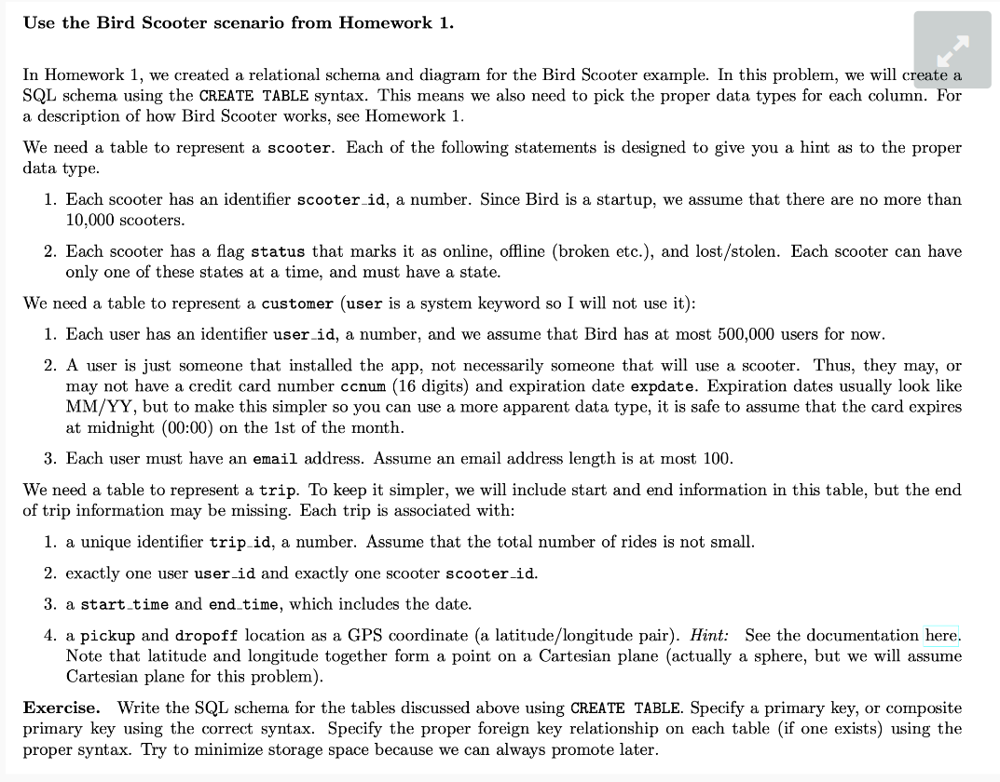 Use the Bird Scooter scenario from Homework 1.
In Homework 1, we created a relational schema and diagram for the Bird Scooter example. In this problem, we will create a
SQL schema using the CREATE TABLE syntax. This means we also need to pick the proper data types for each column. For
a description of how Bird Scooter works, see Homework 1.
We need a table to represent a scooter. Each of the following statements is designed to give you a hint as to the proper
data type.
1. Each scooter has an identifier scooter_id, a number. Since Bird is a startup, we assume that there are no more than
10,000 scooters.
2. Each scooter has a flag status that marks it as online, offline (broken etc.), and lost/stolen. Each scooter can have
only one of these states at a time, and must have a state.
We need a table to represent a customer (user is a system keyword so I will not use it):
1. Each user has an identifier user_id, a number, and we assume that Bird has at most 500,000 users for now.
2. A user is just someone that installed the app, not necessarily someone that will use a scooter. Thus, they may, or
may not have a credit card number ccnum (16 digits) and expiration date expdate. Expiration dates usually look like
MM/YY, but to make this simpler so you can use a more apparent data type, it is safe to assume that the card expires
at midnight (00:00) on the 1st of the month.
3. Each user must have an email address. Assume an email address length is at most 100.
We need a table to represent a trip. To keep it simpler, we will include start and end information in this table, but the end
of trip information may be missing. Each trip is associated with:
1. a unique identifier trip_id, a number. Assume that the total number of rides is not small.
2. exactly one user user_id and exactly one scooter scooter_id.
3. a start_time and end_time, which includes the date.
4. a pickup and dropoff location as a GPS coordinate (a latitude/longitude pair). Hint: See the documentation here.
Note that latitude and longitude together form a point on a Cartesian plane (actually a sphere, but we will assume
Cartesian plane for this problem).
Exercise. Write the SQL schema for the tables discussed above using CREATE TABLE. Specify a primary key, or composite
primary key using the correct syntax. Specify the proper foreign key relationship on each table (if one exists) using the
proper syntax. Try to minimize storage space because we can always promote later.